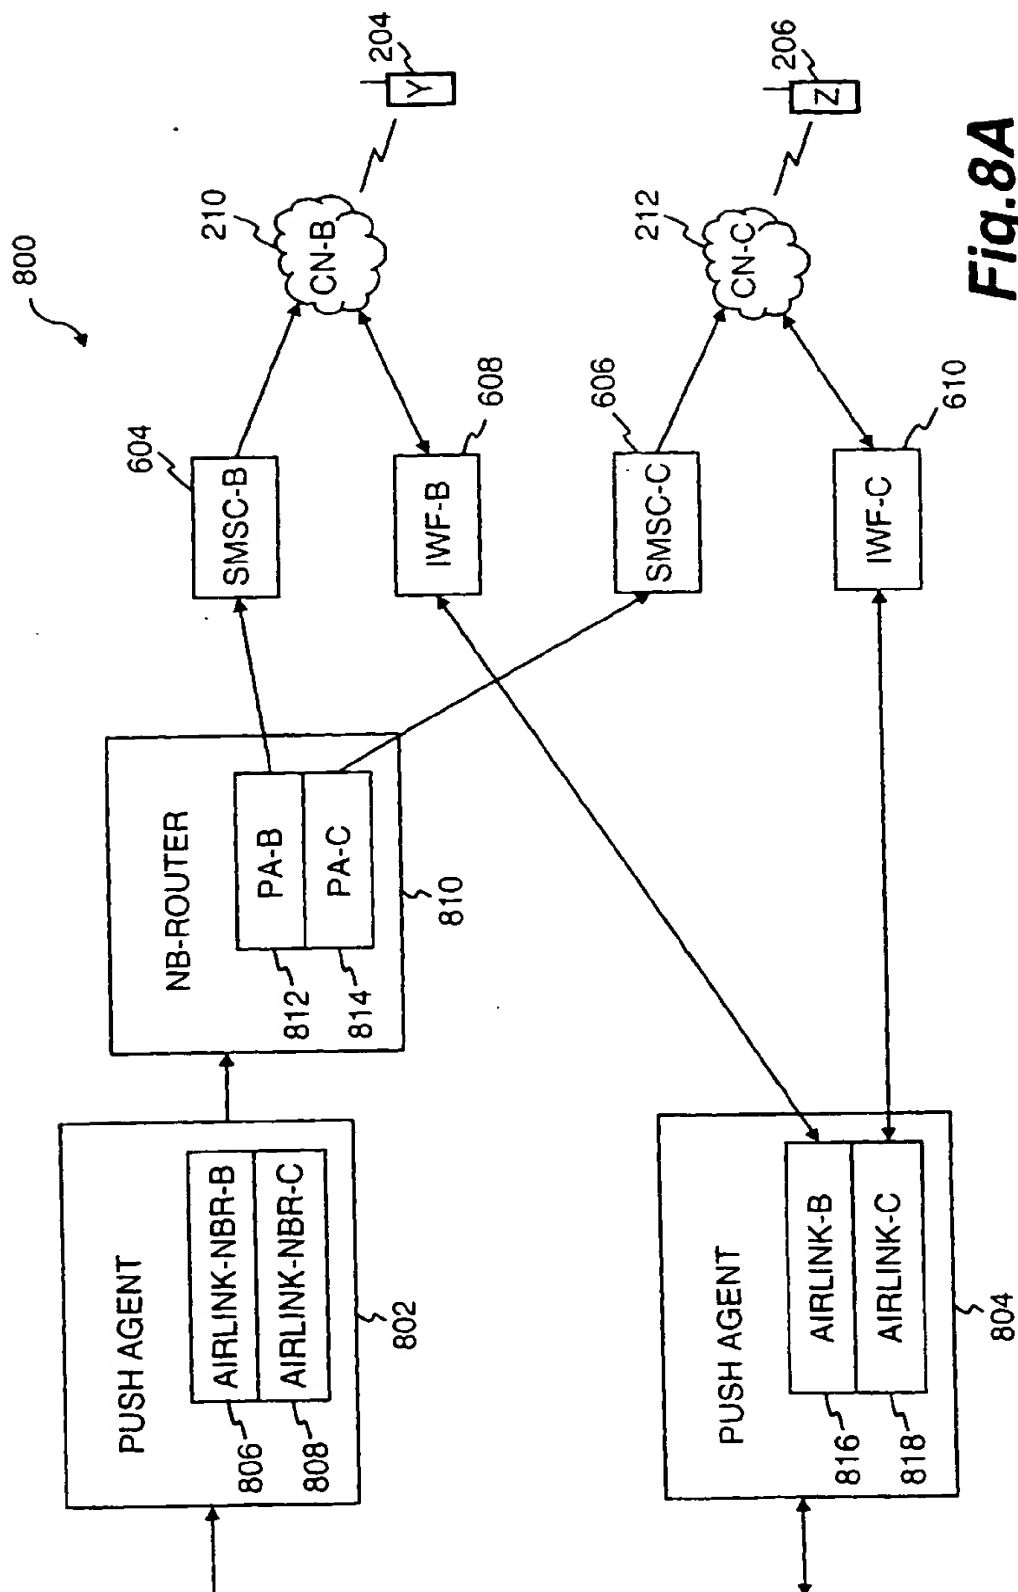 800
PUSH AGENT
AIRLINK-NBR-B
AIRLINK-NBR-C
806
808
802
NB-ROUTER
PA-B
PA-C
812
814
810
604
SMSC-B
IWF-B
608
210
CN-B
204
Y
PUSH AGENT
AIRLINK-B
AIRLINK-C
816
818
804
606
SMSC-C
IWF-C
610
212
CN-C
206
Z
Fig.8A